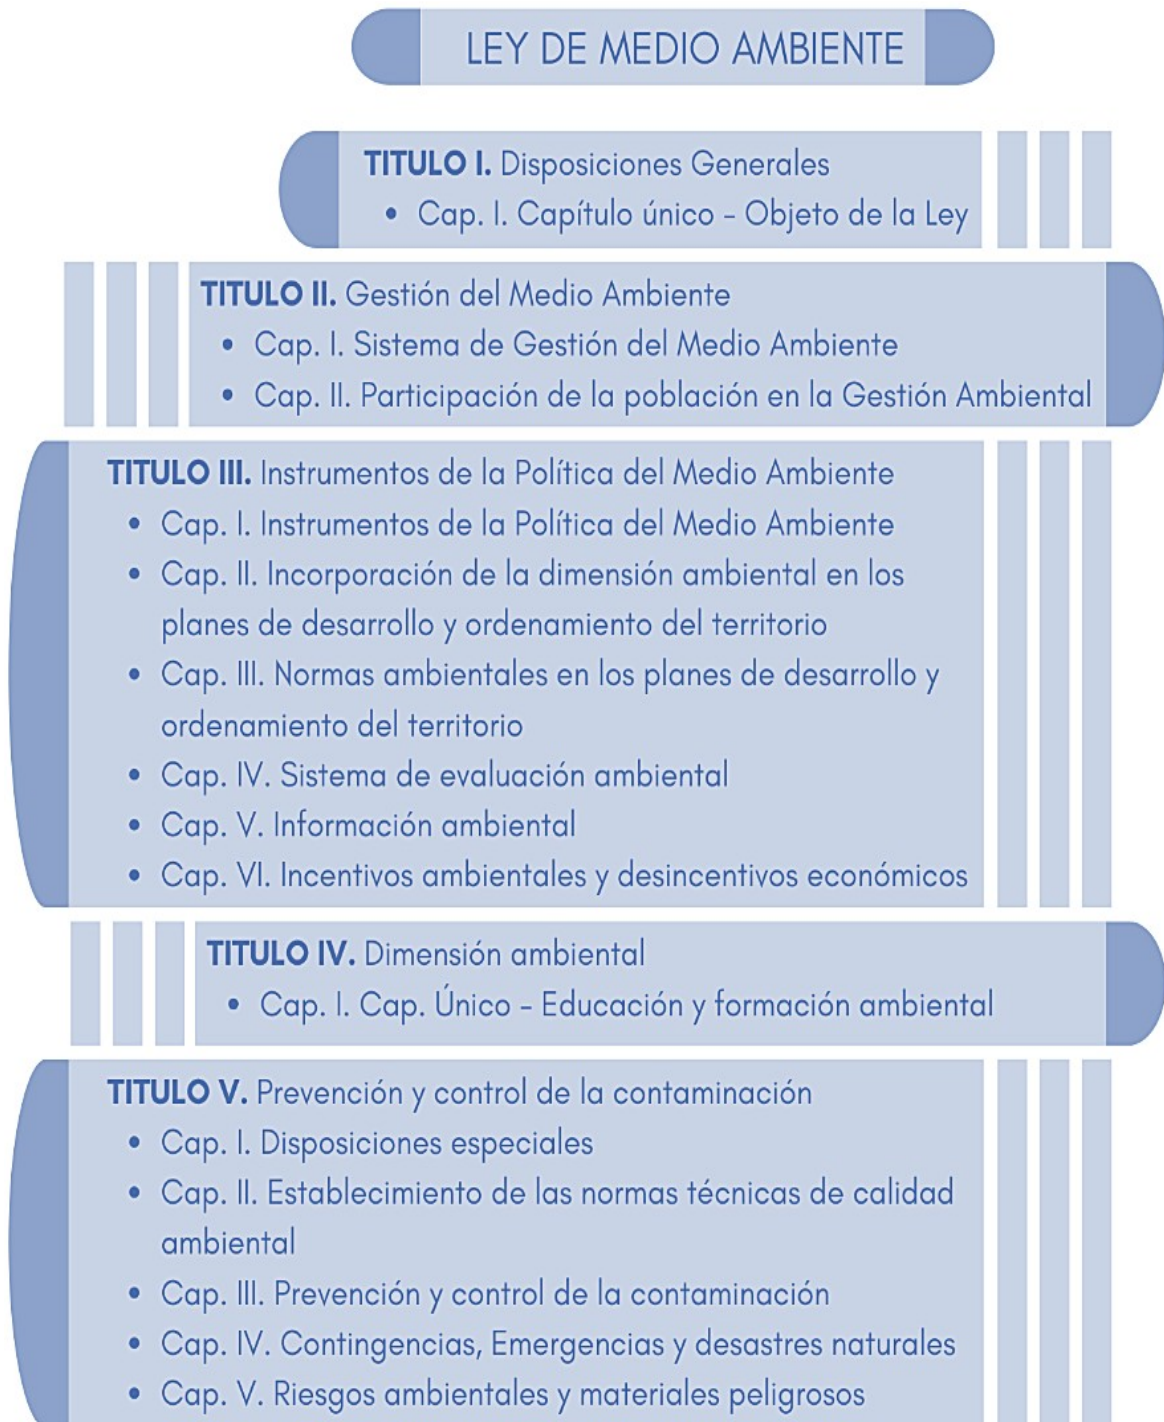 LEY DE MEDIO AMBIENTE
TITULO I. Disposiciones Generales
• Cap. I. Capítulo único - Objeto de la Ley
TITULO II. Gestión del Medio Ambiente
• Cap. I. Sistema de Gestión del Medio Ambiente
• Cap. II. Participación de la población en la Gestión Ambiental
TITULO III. Instrumentos de la Política del Medio Ambiente
• Cap. I. Instrumentos de la Política del Medio Ambiente
• Cap. II. Incorporación de la dimensión ambiental en los
planes de desarrollo y ordenamiento del territorio
• Cap. III. Normas ambientales en los planes de desarrollo y
ordenamiento del territorio
• Cap. IV. Sistema de evaluación ambiental
• Cap. V. Información ambiental
• Cap. VI. Incentivos ambientales y desincentivos económicos
TITULO IV. Dimensión ambiental
• Cap. I. Cap. Único - Educación y formación ambiental
TITULO V. Prevención y control de la contaminación
• Cap. I. Disposiciones especiales
• Cap. II. Establecimiento de las normas técnicas de calidad
ambiental
• Cap. III. Prevención y control de la contaminación
• Cap. IV. Contingencias, Emergencias y desastres naturales
• Cap. V. Riesgos ambientales y materiales peligrosos